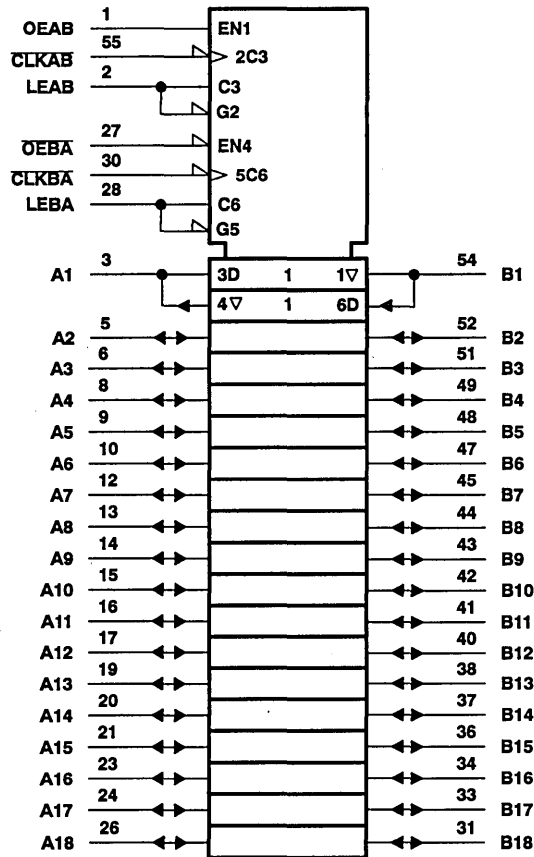 OEAB 1 EN1
CLKAB 55 2C3
LEAB 2 C3
G2
OEBA 27 EN4
CLKBA 30 5C6
LEBA 28 C6
G5
A1 3 3D 1 1▽ 54 B1
4▽ 1 6D
A2 5 52 B2
A3 6 51 B3
A4 8 49 B4
A5 9 48 B5
A6 10 47 B6
A7 12 45 B7
A8 13 44 B8
A9 14 43 B9
A10 15 42 B10
A11 16 41 B11
A12 17 40 B12
A13 19 38 B13
A14 20 37 B14
A15 21 36 B15
A16 23 34 B16
A17 24 33 B17
A18 26 31 B18